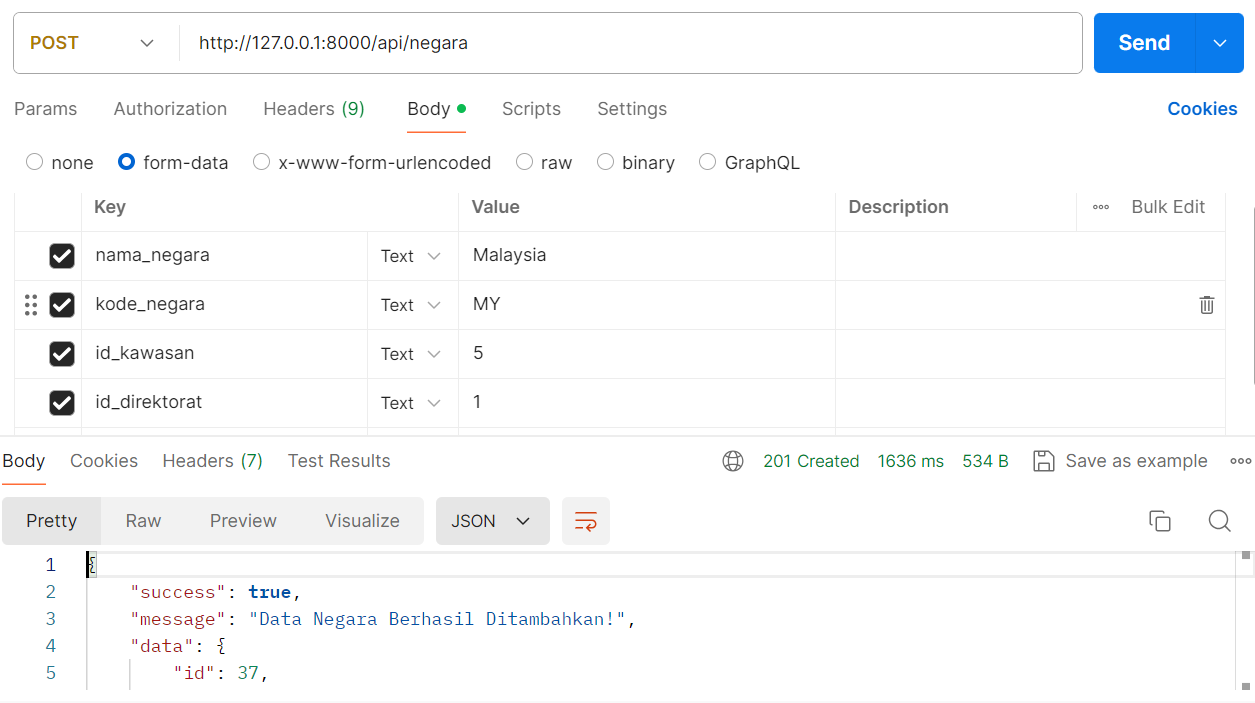 POST http://127.0.0.1:8000/api/negara Send
Params Authorization Headers (9) Body Scripts Settings Cookies
none form-data x-www-form-urlencoded raw binary GraphQL
Key Value Description Bulk Edit
nama_negara Text Malaysia
kode_negara Text MY
id_kawasan Text 5
id_direktorat Text 1
Body Cookies Headers (7) Test Results 201 Created 1636 ms 534 B Save as example
Pretty Raw Preview Visualize JSON
1 {
2 "success": true,
3 "message": "Data Negara Berhasil Ditambahkan!",
4 "data": {
5 "id": 37,